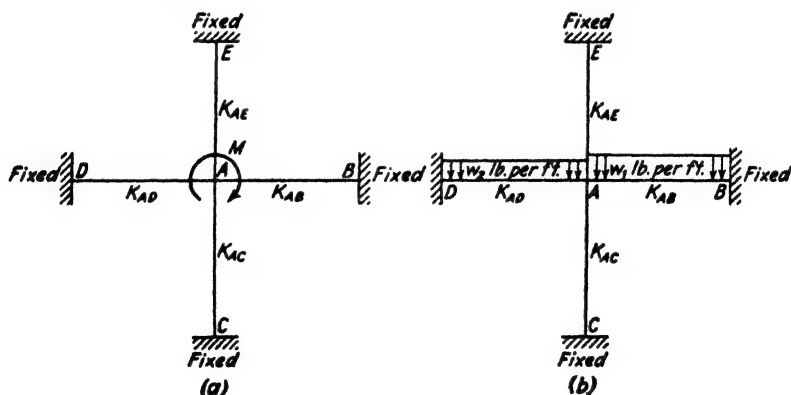 Fixed
E
K_AE
M
Fixed D A B Fixed
K_AD K_AB
K_AC
C
Fixed
(a)
Fixed
E
K_AE
Fixed w₂ lb. per ft. w₁ lb. per ft. Fixed
D K_AD A K_AB B
K_AC
C
Fixed
(b)